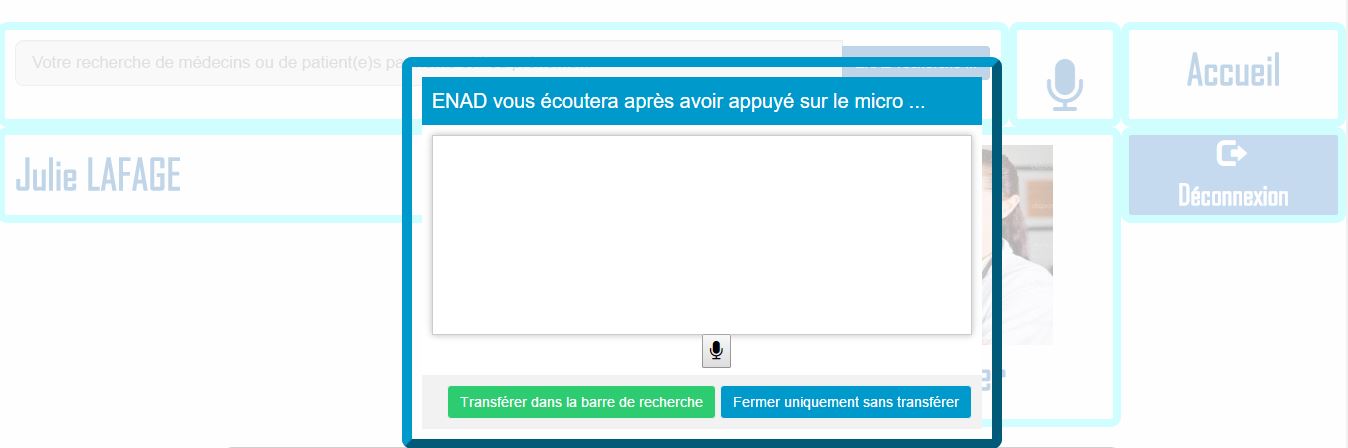 Votre recherche de médecins ou de patient(e)s pa
Accueil
ENAD vous écoutera après avoir appuyé sur le micro ...
Julie LAFAGE
Déconnexion
Transférer dans la barre de recherche
Fermer uniquement sans transférer